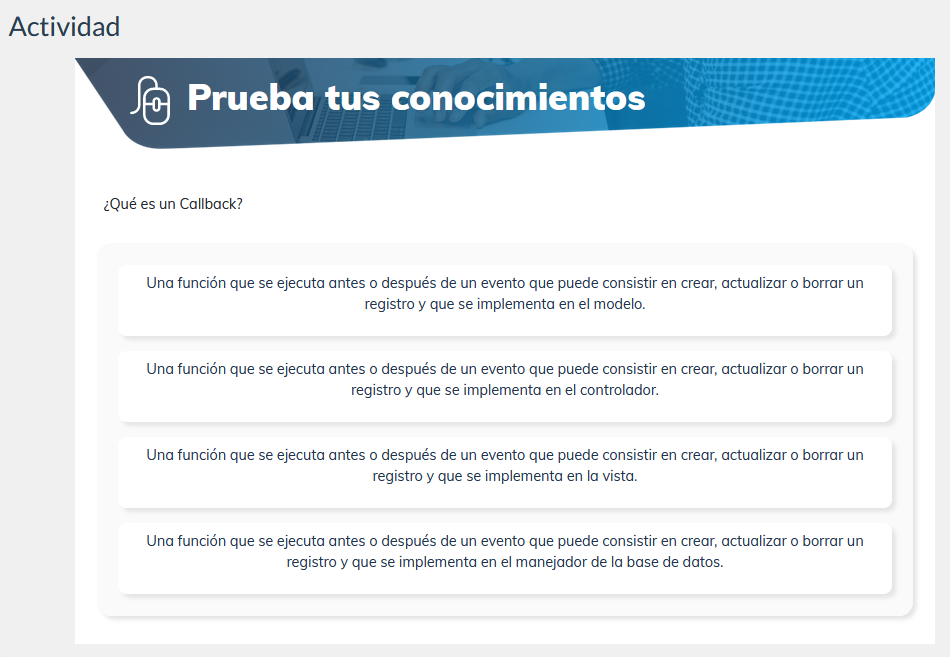 Actividad
Prueba tus conocimientos
¿Qué es un Callback?
Una función que se ejecuta antes o después de un evento que puede consistir en crear, actualizar o borrar un
registro y que se implementa en el modelo.
Una función que se ejecuta antes o después de un evento que puede consistir en crear, actualizar o borrar un
registro y que se implementa en el controlador.
Una función que se ejecuta antes o después de un evento que puede consistir en crear, actualizar o borrar un
registro y que se implementa en la vista.
Una función que se ejecuta antes o después de un evento que puede consistir en crear, actualizar o borrar un
registro y que se implementa en el manejador de la base de datos.